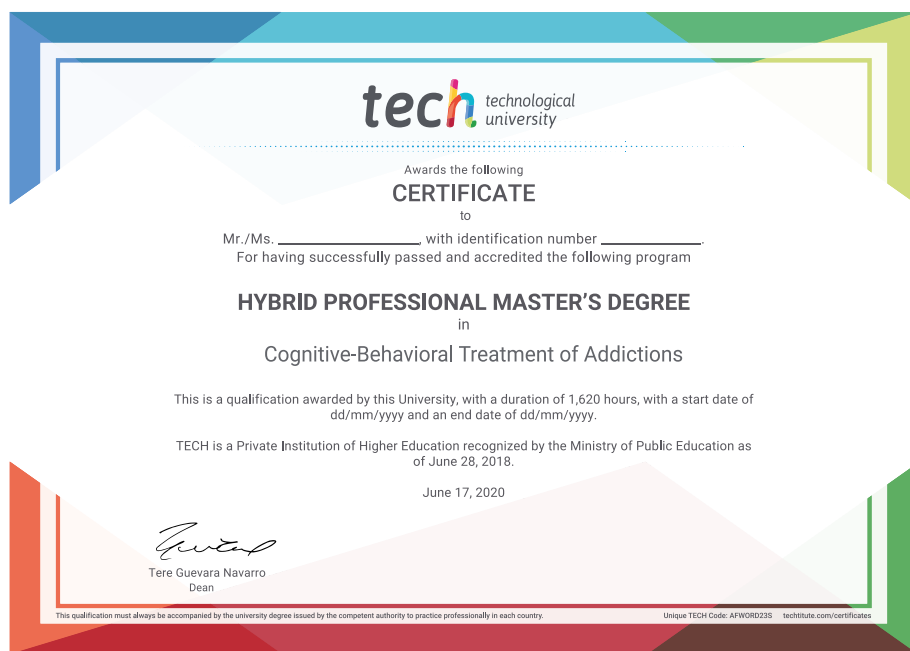 tech technological
university
Awards the following
CERTIFICATE
to
Mr./Ms. ____________, with identification number ____________.
For having successfully passed and accredited the following program
HYBRID PROFESSIONAL MASTER'S DEGREE
in
Cognitive-Behavioral Treatment of Addictions
This is a qualification awarded by this University, with a duration of 1,620 hours, with a start date of
dd/mm/yyyy and an end date of dd/mm/yyyy.
TECH is a Private Institution of Higher Education recognized by the Ministry of Public Education as
of June 28, 2018.
June 17, 2020
Tere Guevara Navarro
Dean
This qualification must always be accompanied by the university degree issued by the competent authority to practice professionally in each country. Unique TECH Code: AFWORD23S techtitute.com/certificates